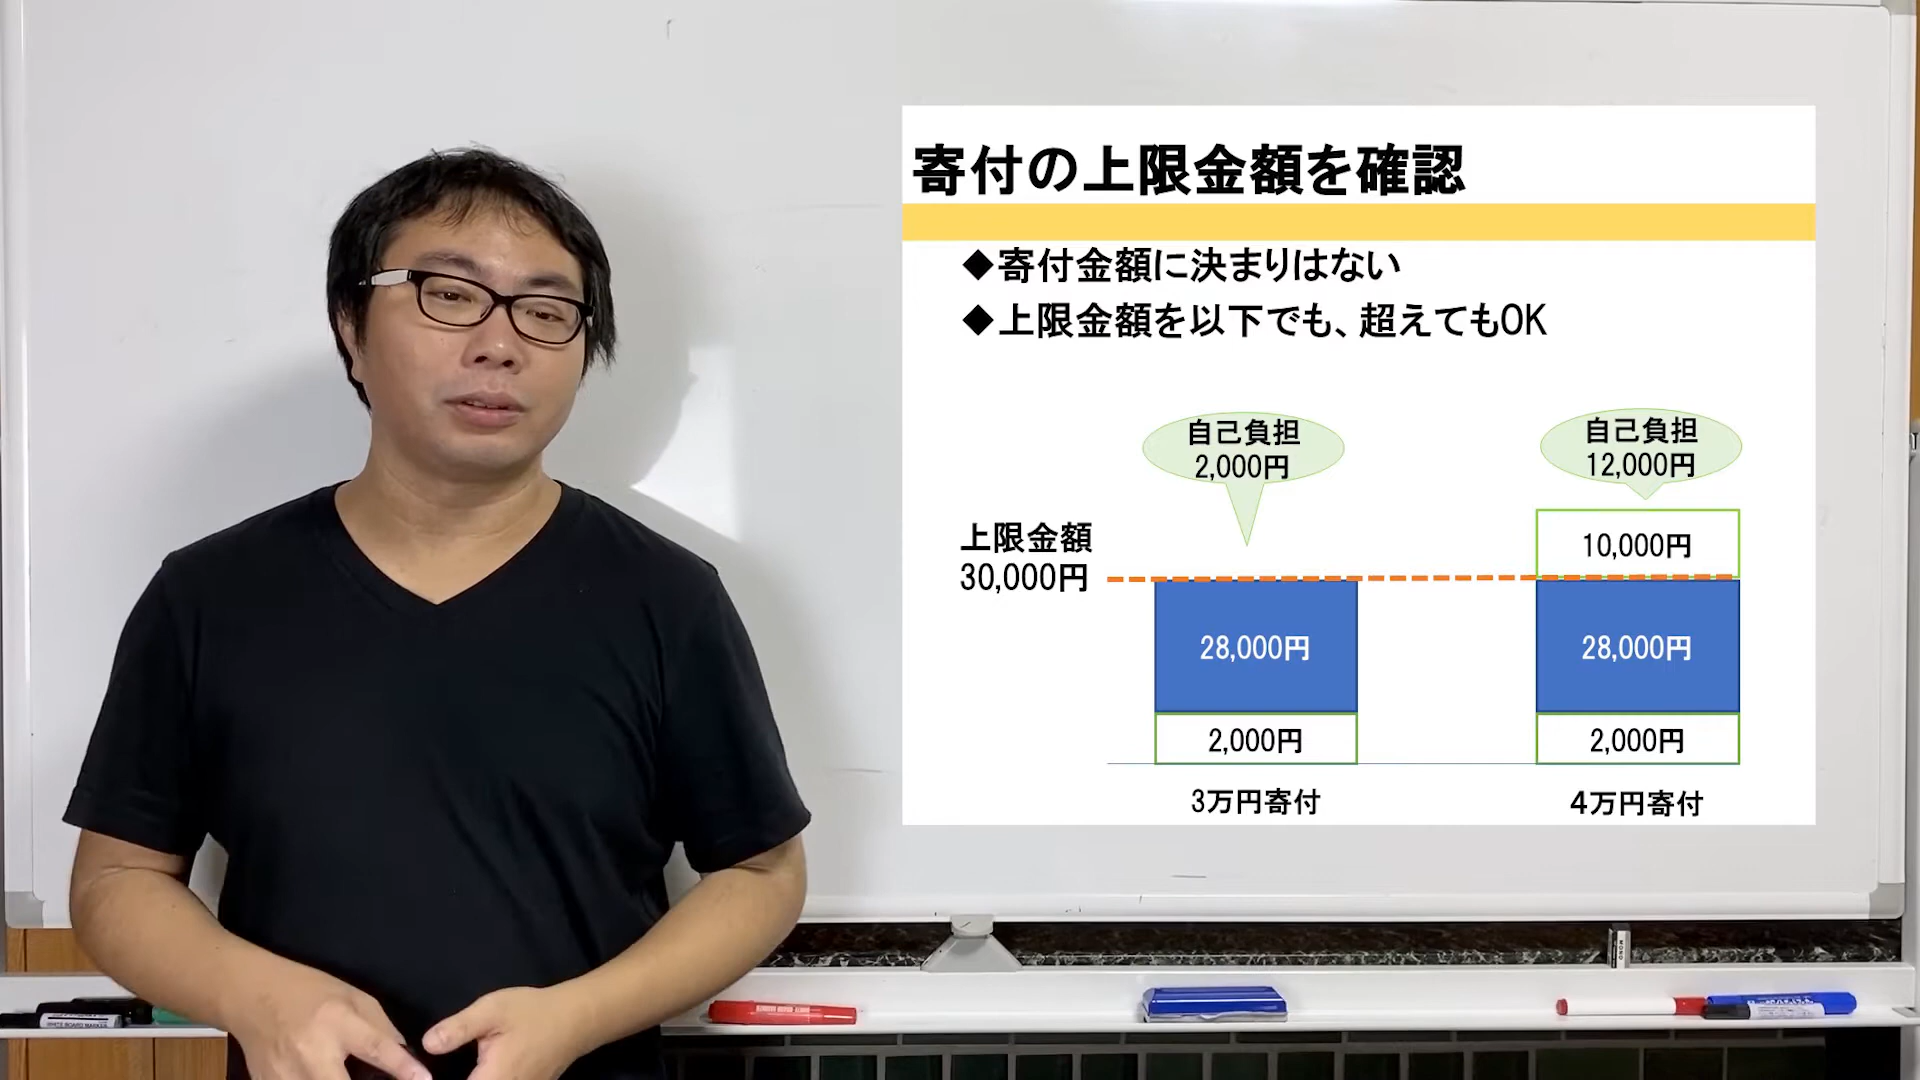 寄付の上限金額を確認
◆寄付金額に決まりはない
◆上限金額を以下でも、超えてもOK
自己負担
2,000円
自己負担
12,000円
上限金額
30,000円
10,000円
28,000円
28,000円
2,000円
2,000円
3万円寄付
4万円寄付
WHITE BOARD MARKER
MONO